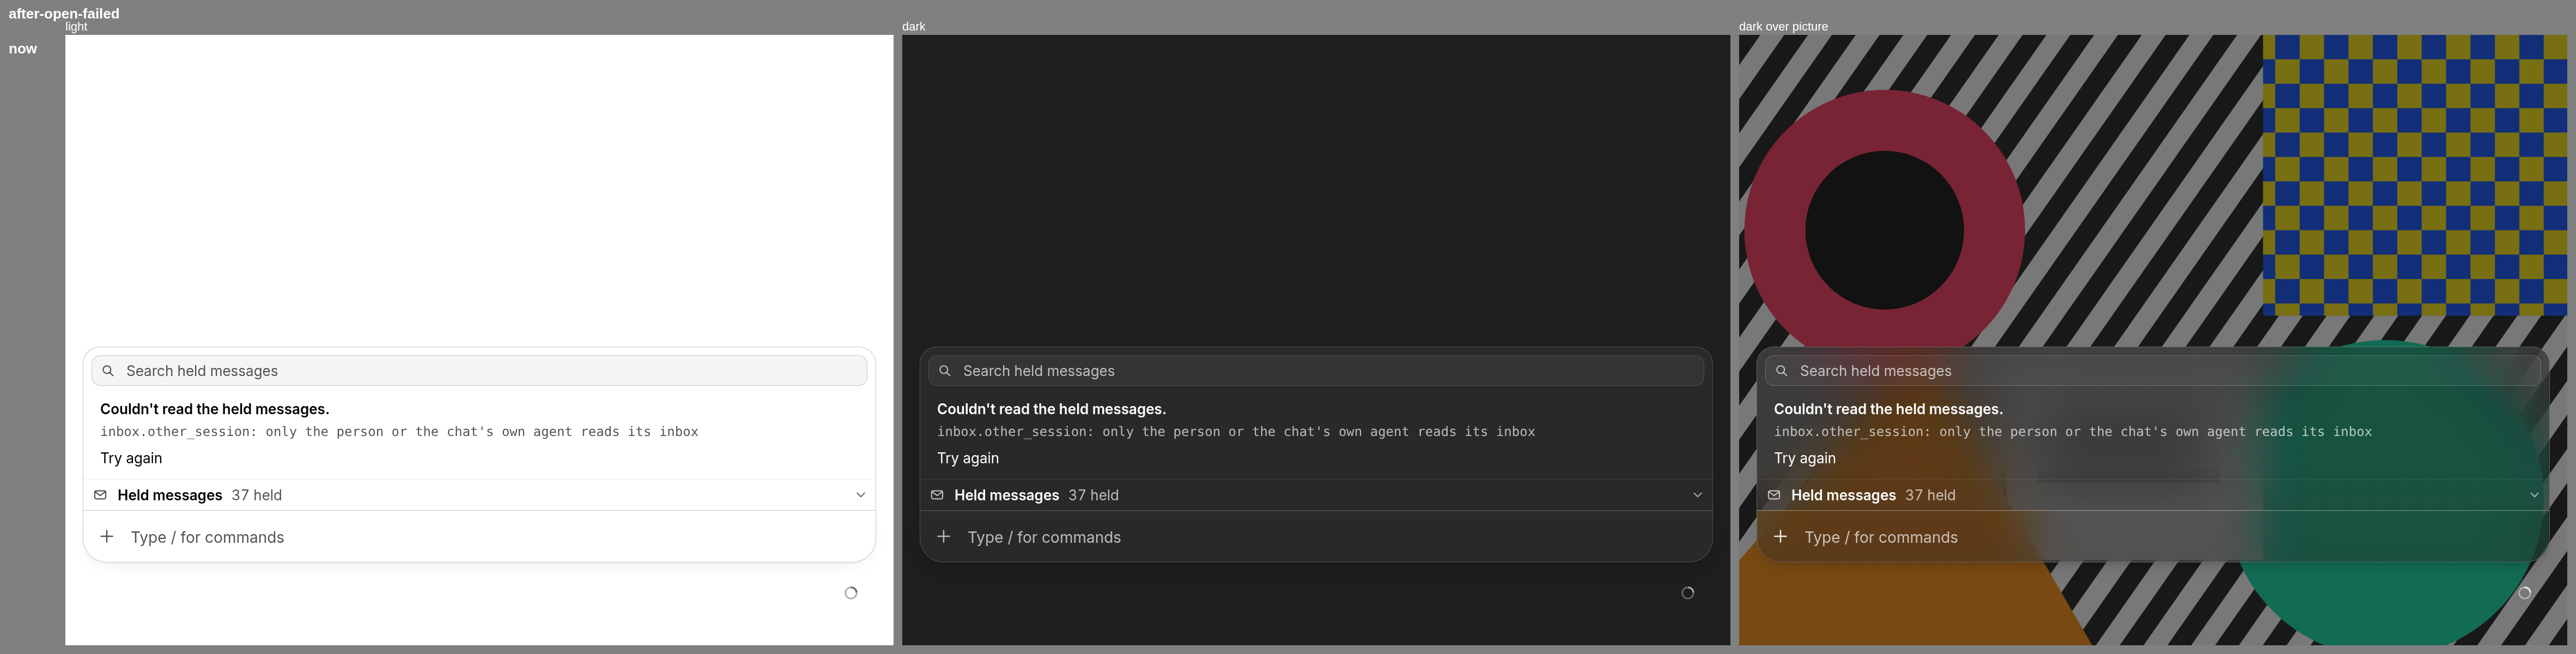 after-open-failed
light
dark
dark over picture
now
Search held messages
Couldn't read the held messages.
inbox.other_session: only the person or the chat's own agent reads its inbox
Try again
Held messages 37 held
Type / for commands
Search held messages
Couldn't read the held messages.
inbox.other_session: only the person or the chat's own agent reads its inbox
Try again
Held messages 37 held
Type / for commands
Search held messages
Couldn't read the held messages.
inbox.other_session: only the person or the chat's own agent reads its inbox
Try again
Held messages 37 held
Type / for commands